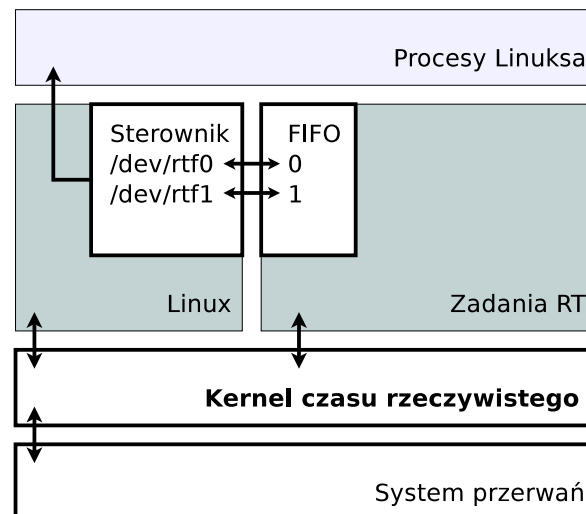 Procesy Linuksa
Sterownik
/dev/rtf0
/dev/rtf1
FIFO
0
1
Linux
Zadania RT
Kernel czasu rzeczywistego
System przerwań